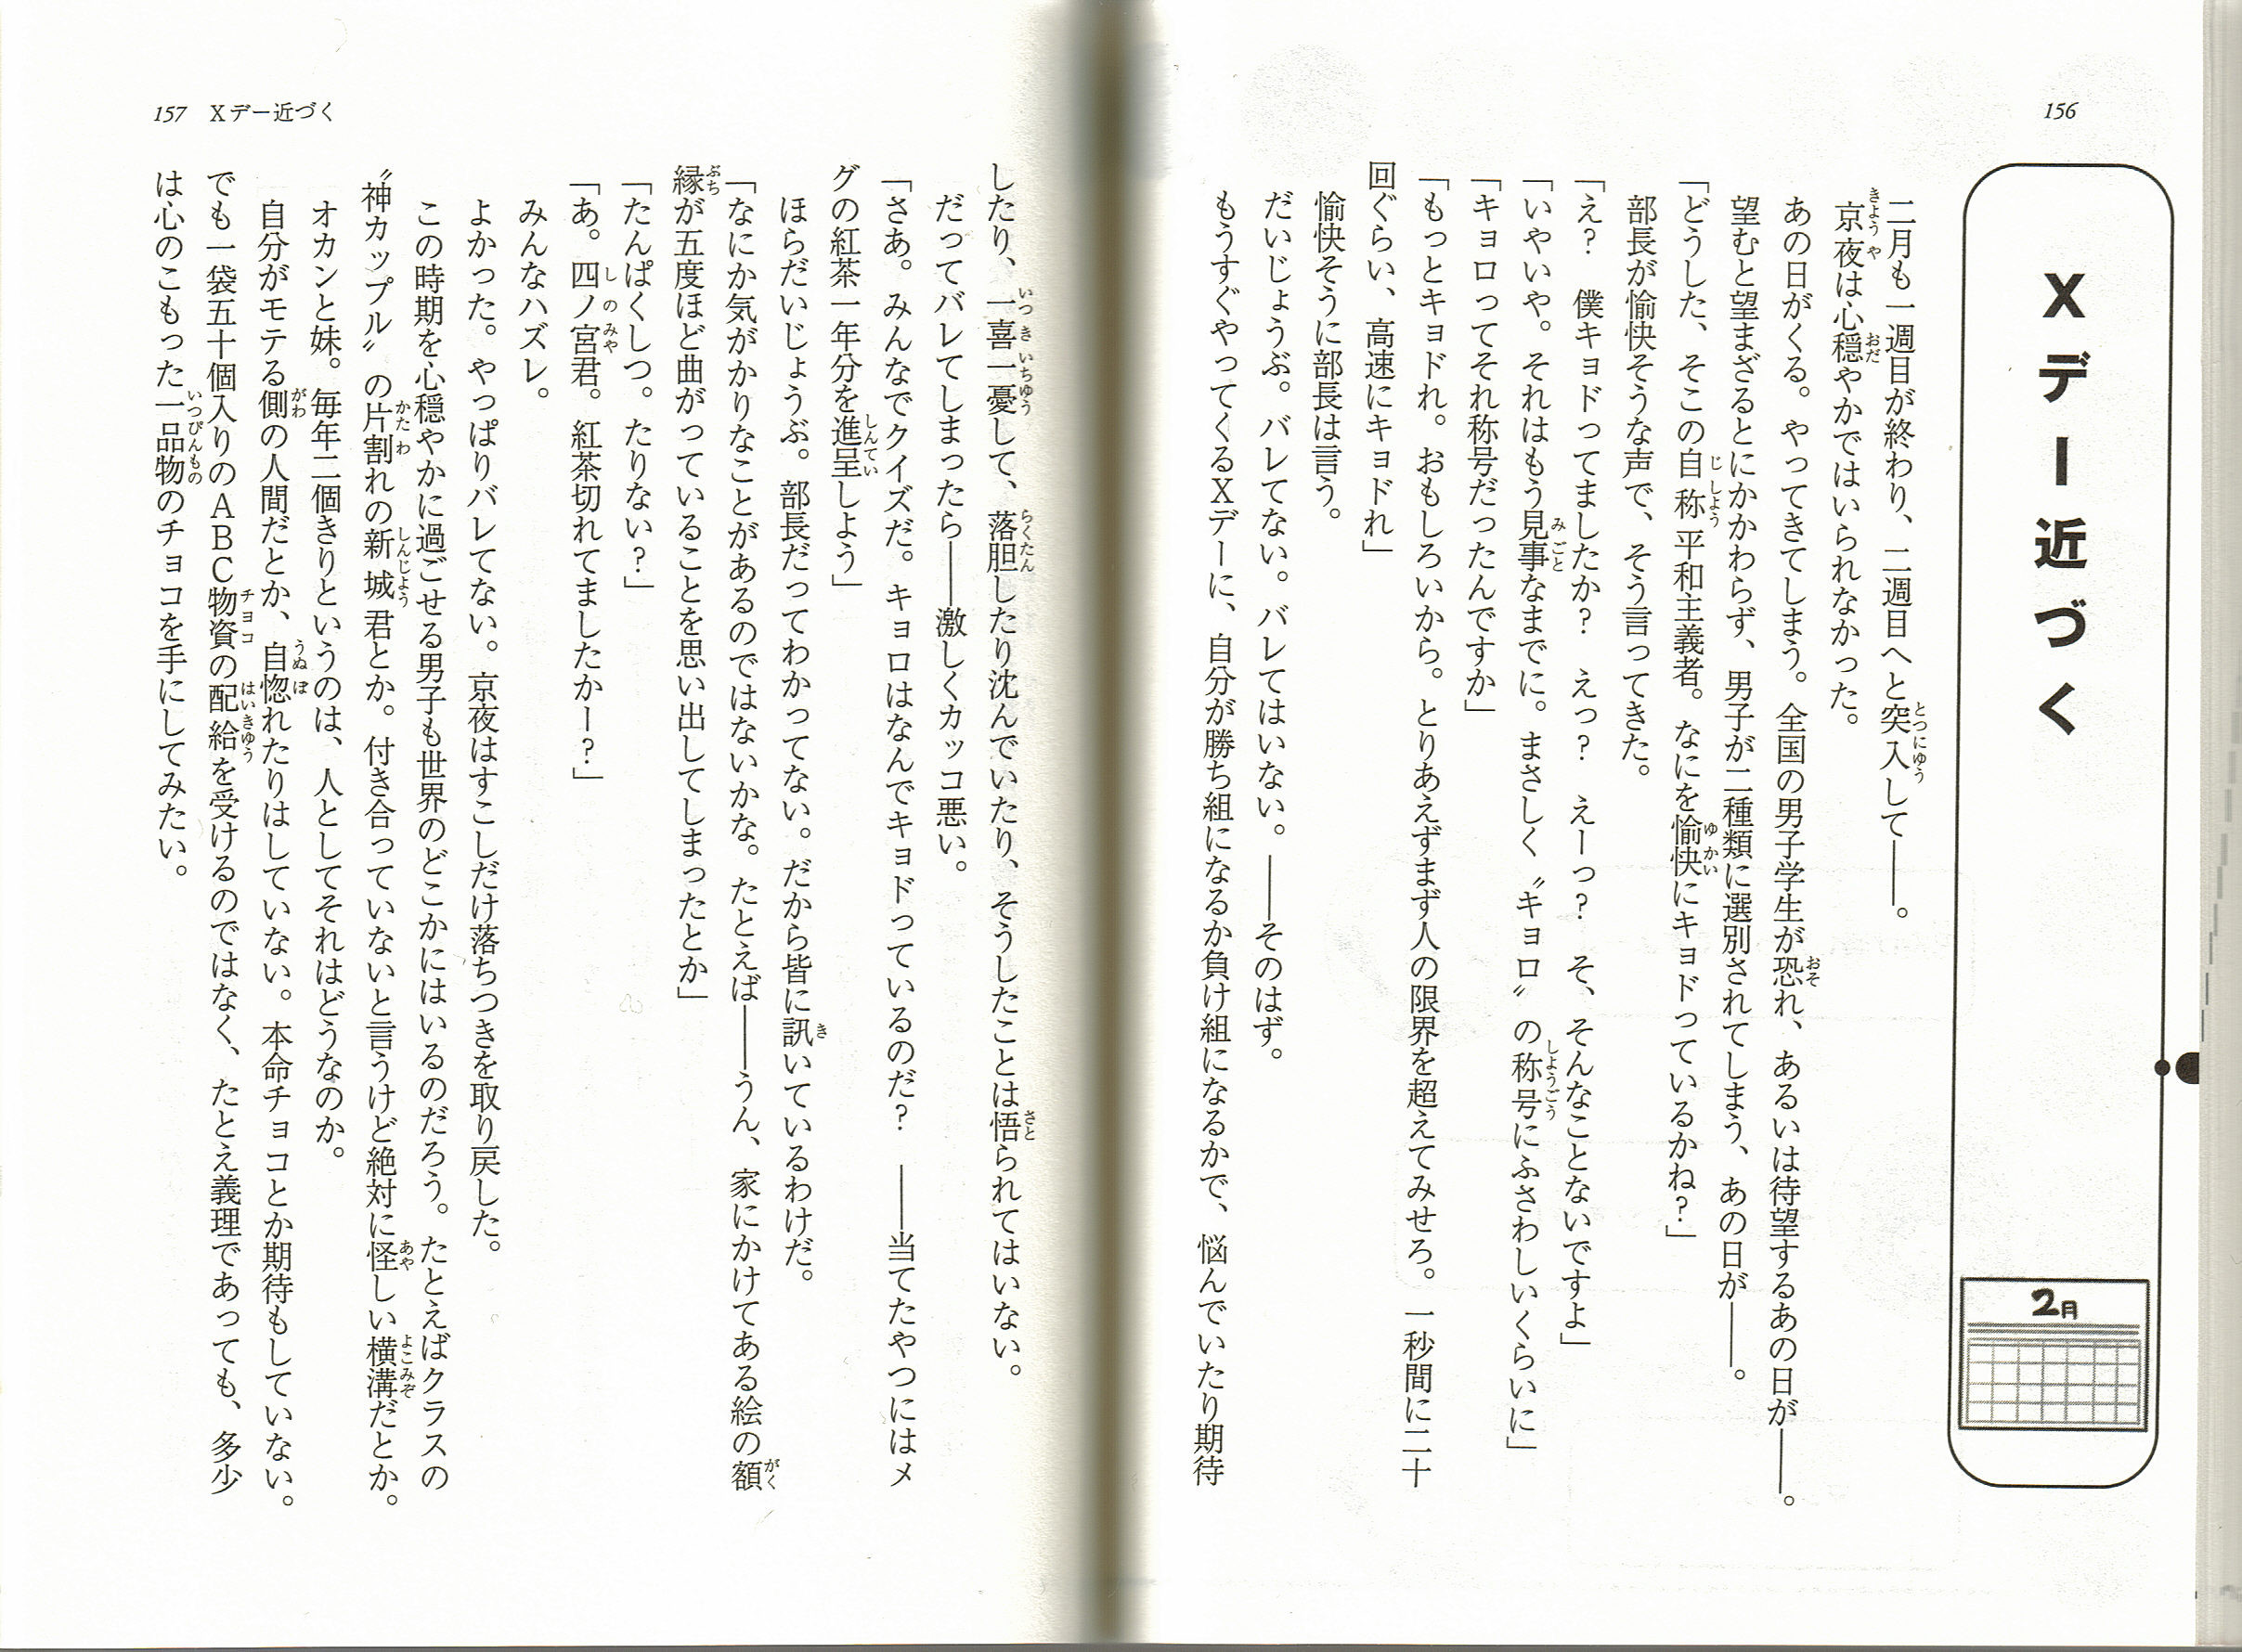 156
Xデー近づく
2月
二月も一週目が終わり、二週目へと突入して――。
京夜は心穏やかではいられなかった。
あの日がくる。やってきてしまう。全国の男子学生が恐れ、あるいは待望するあの日が――。
望むと望まざるとにかかわらず、男子が二種類に選別されてしまう、あの日が――。
「どうした、そこの自称平和主義者。なにを愉快にキョドっているかね？」
部長が愉快そうな声で、そう言ってきた。
「え？　僕キョドってましたか？　えっ？　えーっ？　そ、そんなことないですよ」
「いやいや。それはもう見事なまでに。まさしく〝キョロ〟の称号にふさわしいくらいに」
「キョロってそれ称号だったんですか」
「もっとキョドれ。おもしろいから。とりあえずまず人の限界を超えてみせろ。一秒間に二十
回ぐらい、高速にキョドれ」
愉快そうに部長は言う。
だいじょうぶ。バレてない。バレてはいない。――そのはず。
もうすぐやってくるXデーに、自分が勝ち組になるか負け組になるかで、悩んでいたり期待
157　Xデー近づく
したり、一喜一憂して、落胆したり沈んでいたり、そうしたことは悟られてはいない。
だってバレてしまったら――激しくカッコ悪い。
「さあ。みんなでクイズだ。キョロはなんでキョドっているのだ？　――当てたやつにはメ
グの紅茶一年分を進呈しよう」
ほらだいじょうぶ。部長だってわかってない。だから皆に訊いているわけだ。
「なにか気がかりなことがあるのではないかな。たとえば――うん、家にかけてある絵の額
縁が五度ほど曲がっていることを思い出してしまったとか」
「たんぱくしつ。たりない？」
「あ。四ノ宮君。紅茶切れてましたかー？」
みんなハズレ。
よかった。やっぱりバレてない。京夜はすこしだけ落ちつきを取り戻した。
この時期を心穏やかに過ごせる男子も世界のどこかにはいるのだろう。たとえばクラスの
〝神カップル〟の片割れの新城君とか。付き合っていないと言うけど絶対に怪しい横溝だとか。
オカンと妹。毎年二個きりというのは、人としてそれはどうなのか。
自分がモテる側の人間だとか、自惚れたりはしていない。本命チョコとか期待もしていない。
でも一袋五十個入りのABC物資の配給を受けるのではなく、たとえ義理であっても、多少
は心のこもった一品物のチョコを手にしてみたい。